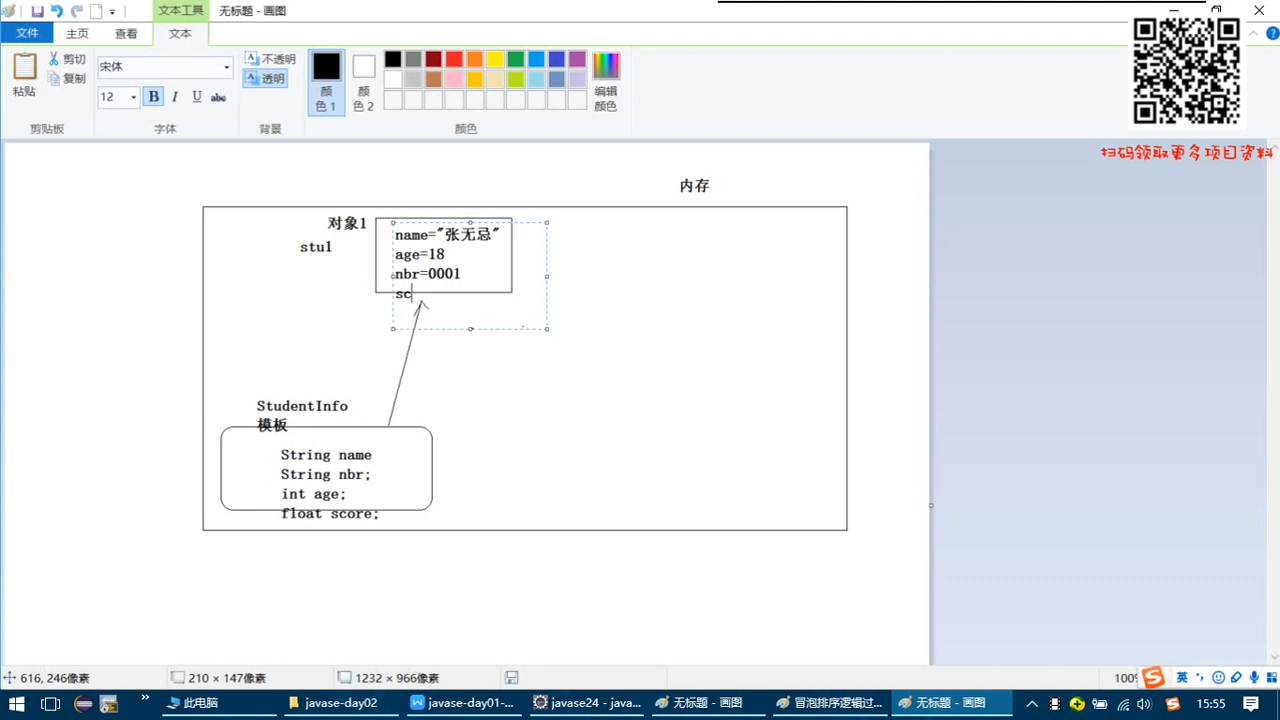 文本工具
无标题 - 画图
文件
主页
查看
文本
粘贴
剪切
复制
剪贴板
宋体
12
B
I
U
abc
字体
A 不透明
A 透明
背景
颜色 1
颜色 2
编辑颜色
颜色
扫码领取更多项目资料
内存
对象1
stu1
name="张无忌"
age=18
nbr=0001
sc
StudentInfo
模板
String name
String nbr;
int age;
float score;
616, 246像素
210 × 147像素
1232 × 966像素
100%
英
此电脑
javase-day02
javase-day01-...
javase24 - javas...
无标题 - 画图
冒泡排序逻辑过...
无标题 - 画图
英
15:55